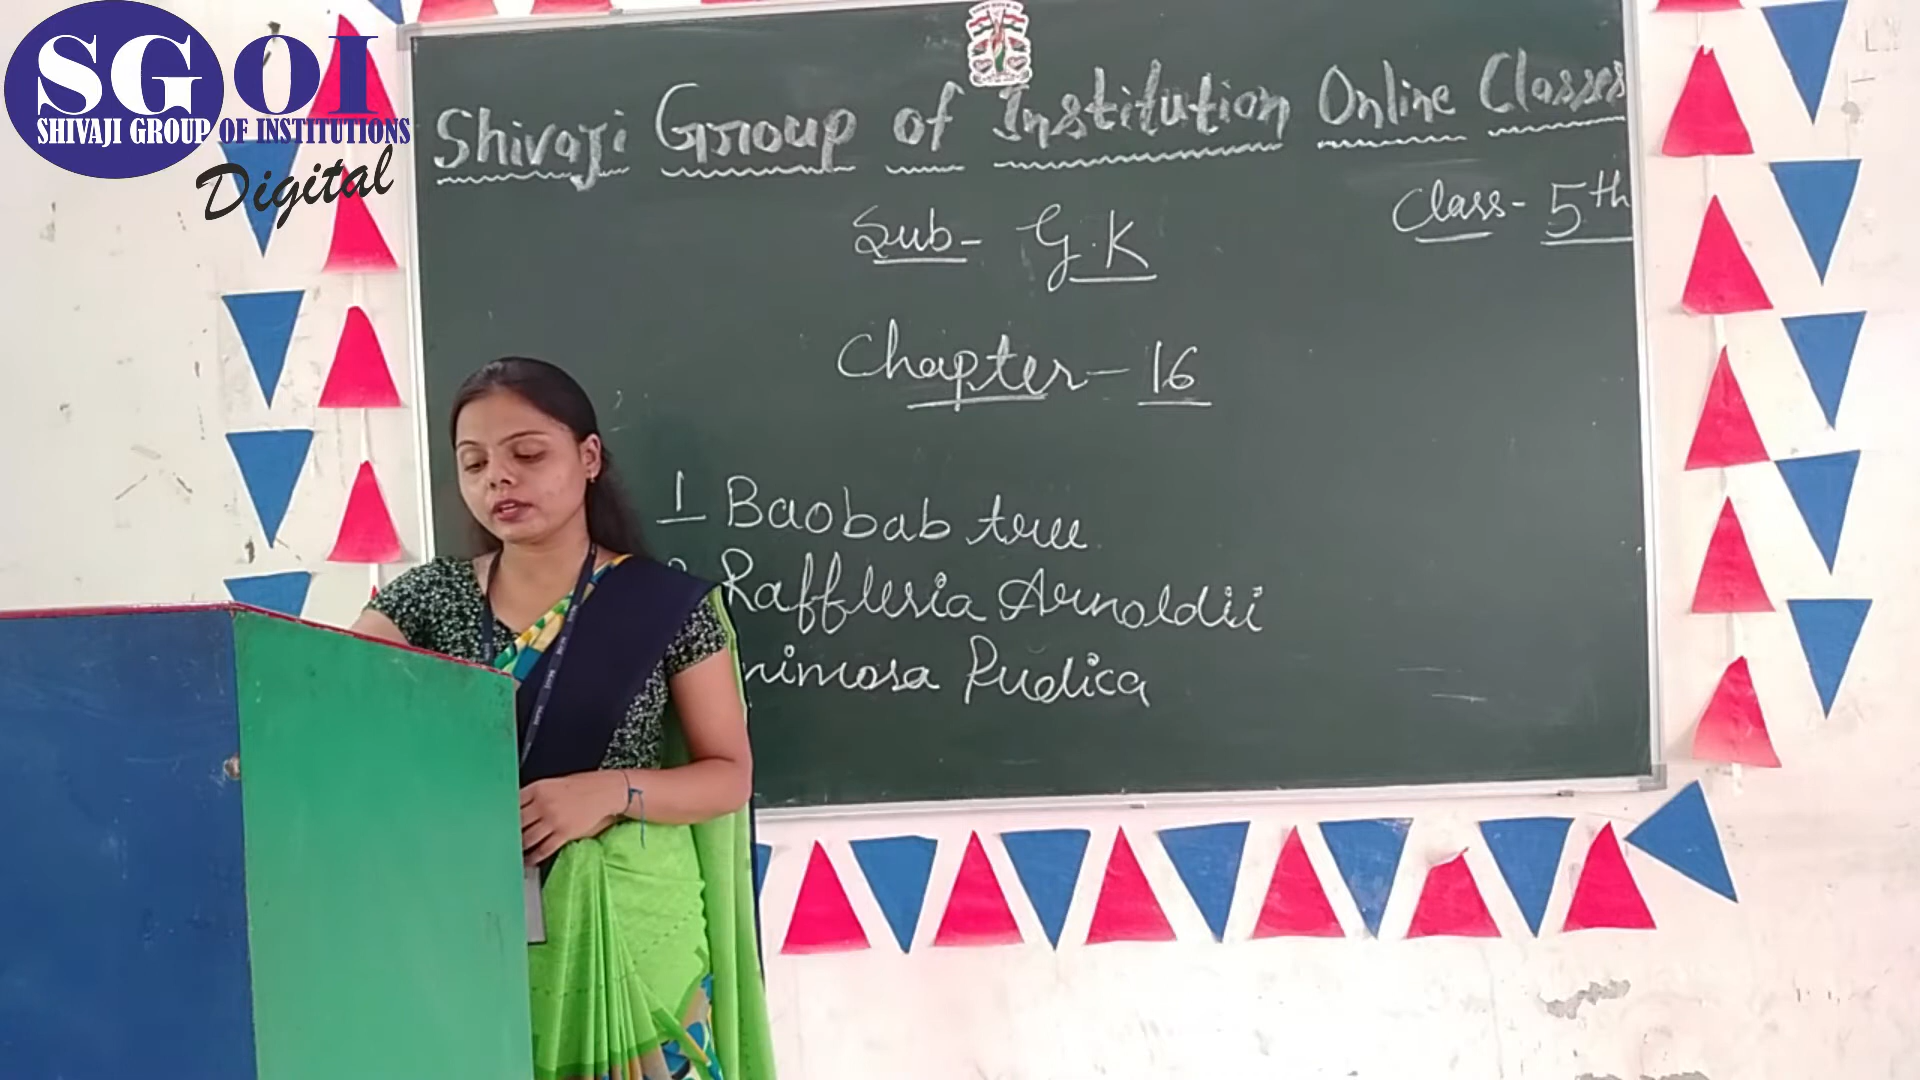 SGOI
SHIVAJI GROUP OF INSTITUTIONS
Digital
Shivaji Group of Institution Online Classes
Class - 5th
Sub - G.K
Chapter - 16
1 Baobab tree
Rafflesia Arnoldii
mimosa Pudica